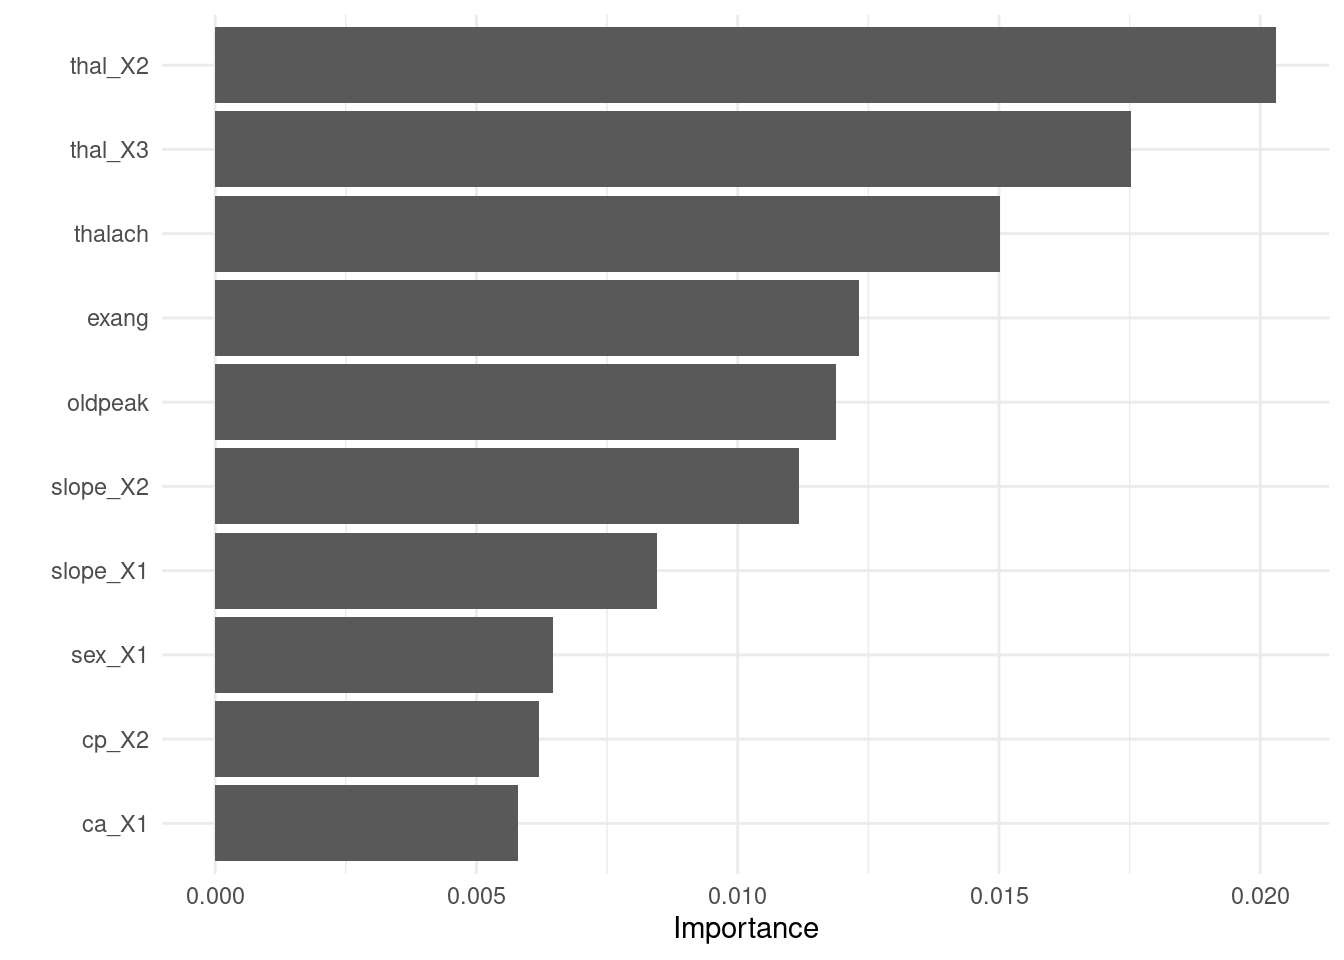 thal_X2
thal_X3
thalach
exang
oldpeak
slope_X2
slope_X1
sex_X1
cp_X2
ca_X1
0.000 0.005 0.010 0.015 0.020
Importance